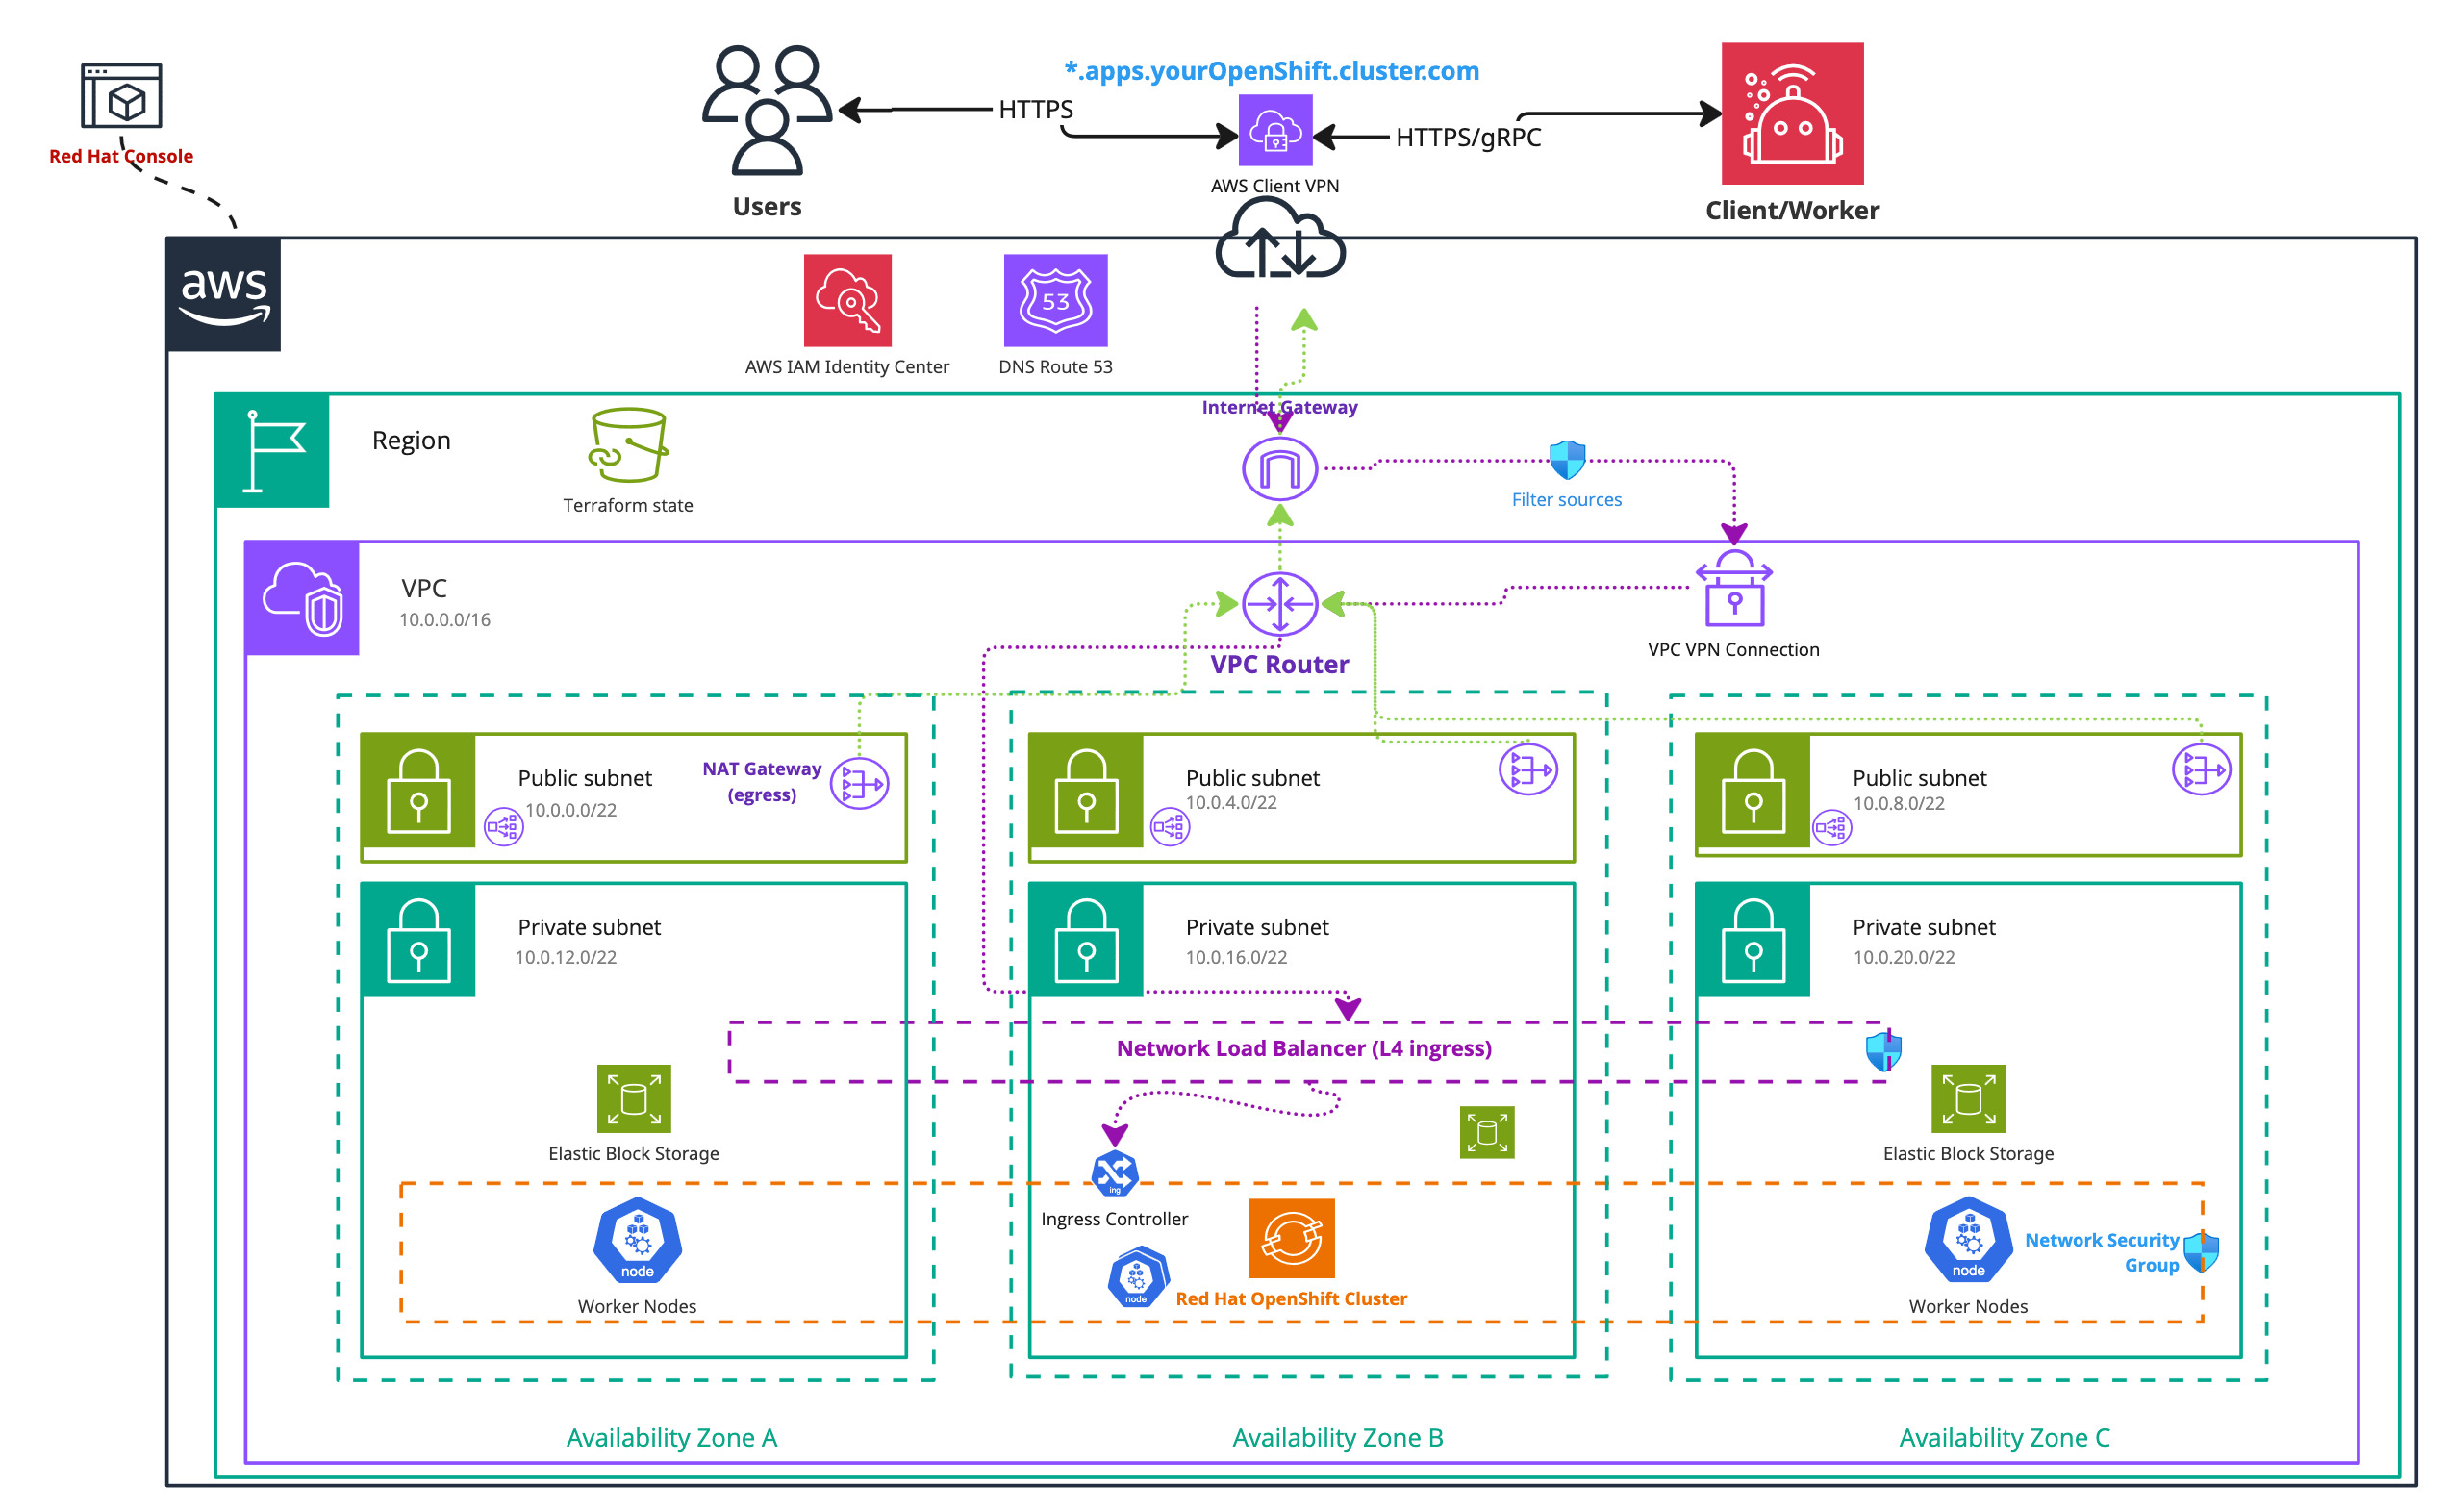 *.apps.yourOpenShift.cluster.com
HTTPS
HTTPS/gRPC
Red Hat Console
AWS Client VPN
Users
Client/Worker
aws
53
AWS IAM Identity Center
DNS Route 53
Internet Gateway
Region
Terraform state
Filter sources
VPC
10.0.0.0/16
VPC Router
VPC VPN Connection
Public subnet
10.0.0.0/22
NAT Gateway
(egress)
Public subnet
10.0.4.0/22
Public subnet
10.0.8.0/22
Private subnet
10.0.12.0/22
Private subnet
10.0.16.0/22
Private subnet
10.0.20.0/22
Network Load Balancer (L4 ingress)
Elastic Block Storage
Elastic Block Storage
ing
Ingress Controller
node
Worker Nodes
node
Red Hat OpenShift Cluster
node
Worker Nodes
Network Security
Group
Availability Zone A
Availability Zone B
Availability Zone C